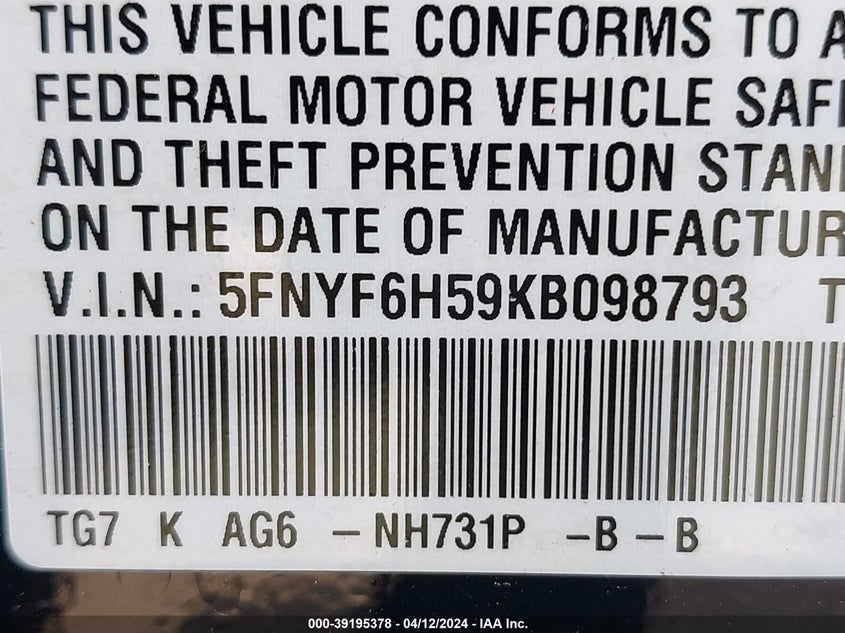 THIS VEHICLE CONFORMS TO A
FEDERAL MOTOR VEHICLE SAF
AND THEFT PREVENTION STAN
ON THE DATE OF MANUFACTUR
V.I.N.: 5FNYF6H59KB098793 T
TG7 K AG6 –NH731P –B –B
000-39195378 - 04/12/2024 - IAA Inc.